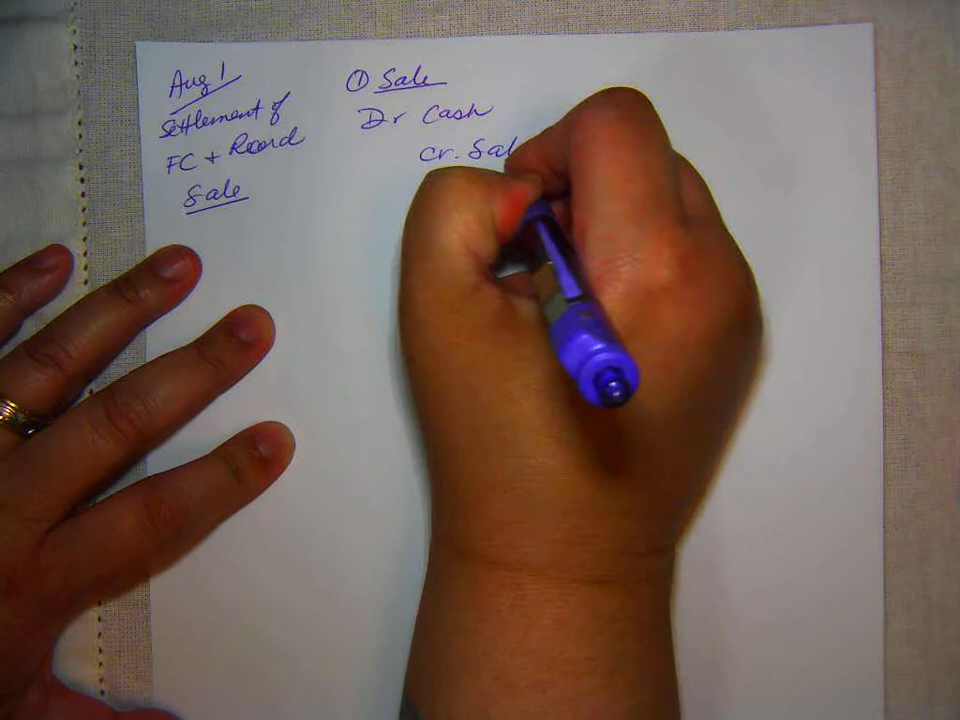 Aug 1
Settlement of
FC + Record
Sale
① Sale
Dr Cash
cr. Sal